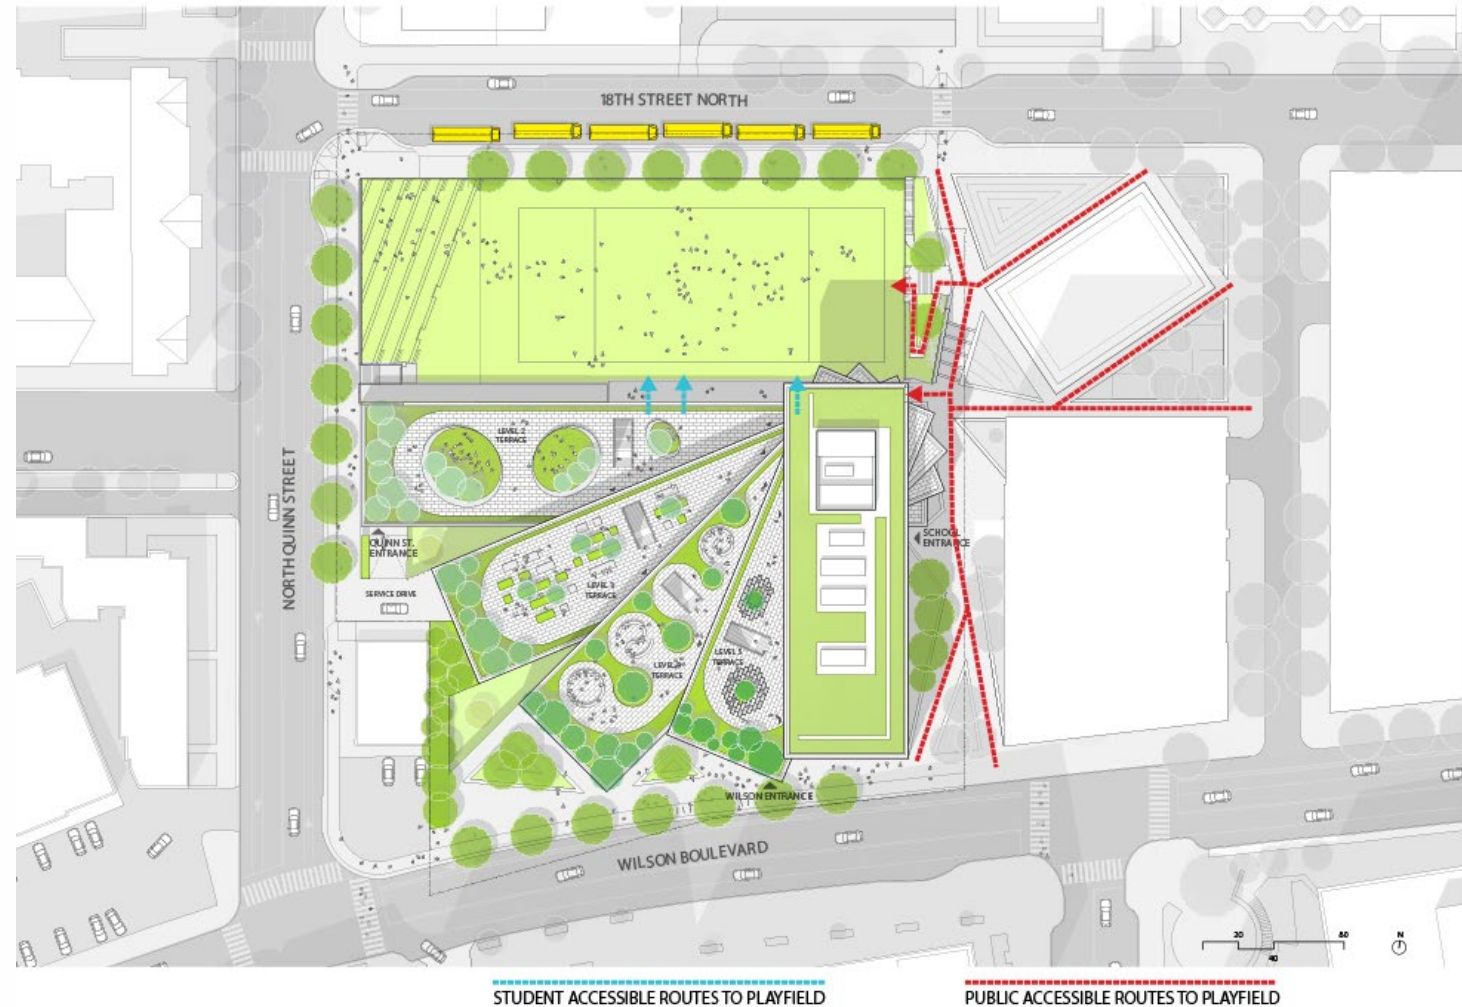 18TH STREET NORTH
NORTH QUINN STREET
LEVEL 2
TERRACE
QUINN ST.
ENTRANCE
SERVICE DRIVE
LEVEL 3
TERRACE
LEVEL 4
TERRACE
LEVEL 5
TERRACE
SCHOOL
ENTRANCE
WILSON ENTRANCE
WILSON BOULEVARD
20
80
40
N
STUDENT ACCESSIBLE ROUTES TO PLAYFIELD
PUBLIC ACCESSIBLE ROUTES TO PLAYFIELD